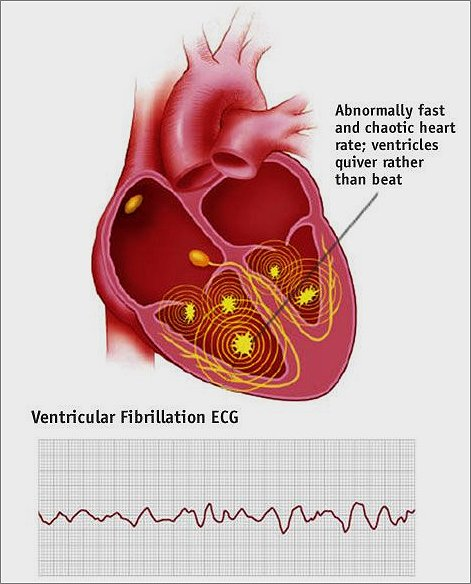 Abnormally fast
and chaotic heart
rate; ventricles
quiver rather
than beat
Ventricular Fibrillation ECG